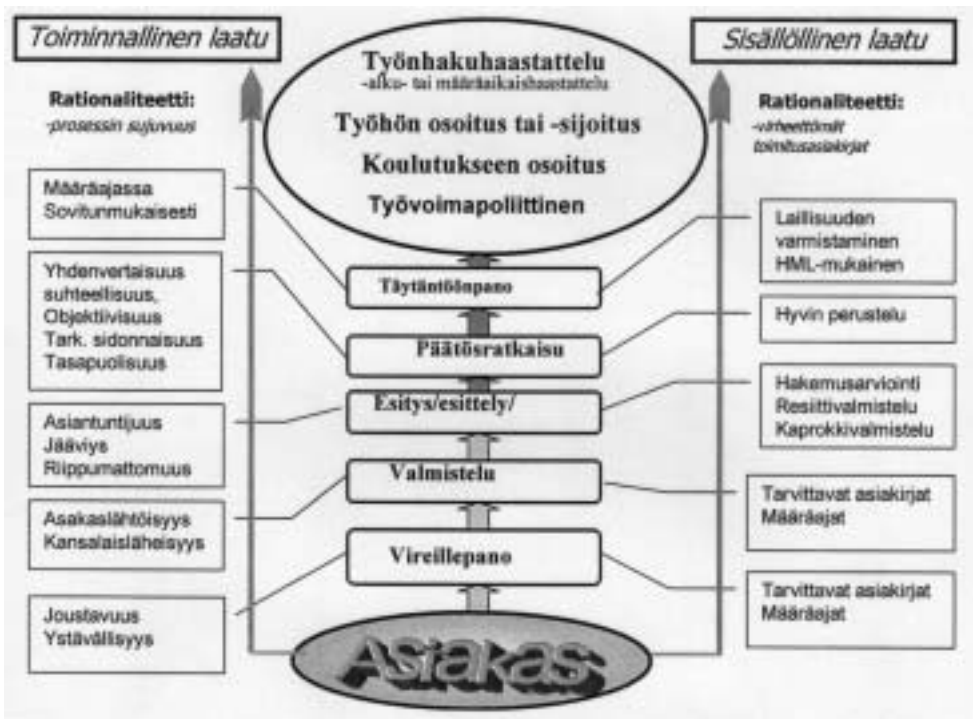 Toiminnallinen laatu
Rationaliteetti:
-prosessin sujuvuus
Määräajassa
Sovitunmukaisesti
Yhdenvertaisuus
suhteellisuus,
Objektiivisuus
Tark. sidonnaisuus
Tasapuolisuus
Asiantuntijuus
Jääviys
Riippumattomuus
Asakaslähtöisyys
Kansalaisläheisyys
Joustavuus
Ystävällisyys
Työnhakuhaastattelu
-alku- tai määräaikaishaastattelu
Työhön osoitus tai -sijoitus
Koulutukseen osoitus
Työvoimapoliittinen
Täytäntöönpano
Päätösratkaisu
Esitys/esittely/
Valmistelu
Vireillepano
Asiakas
Sisällöllinen laatu
Rationaliteetti:
-virheettömät
toimitusasiakirjat
Laillisuuden
varmistaminen
HML-mukainen
Hyvin perustelu
Hakemusarviointi
Resiittivalmistelu
Kaprokkivalmistelu
Tarvittavat asiakirjat
Määräajat
Tarvittavat asiakirjat
Määräajat